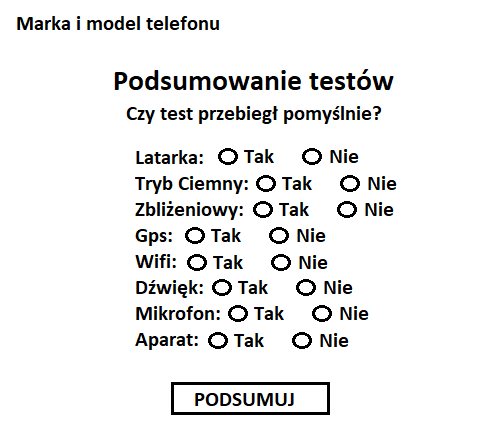 Marka i model telefonu
Podsumowanie testów
Czy test przebiegł pomyślnie?
Latarka: Tak Nie
Tryb Ciemny: Tak Nie
Zbliżeniowy: Tak Nie
Gps: Tak Nie
Wifi: Tak Nie
Dźwięk: Tak Nie
Mikrofon: Tak Nie
Aparat: Tak Nie
PODSUMUJ